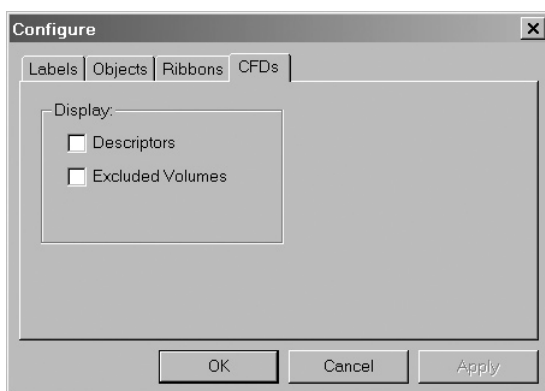 Configure
Labels Objects Ribbons CFDs
Display:
Descriptors
Excluded Volumes
OK Cancel Apply